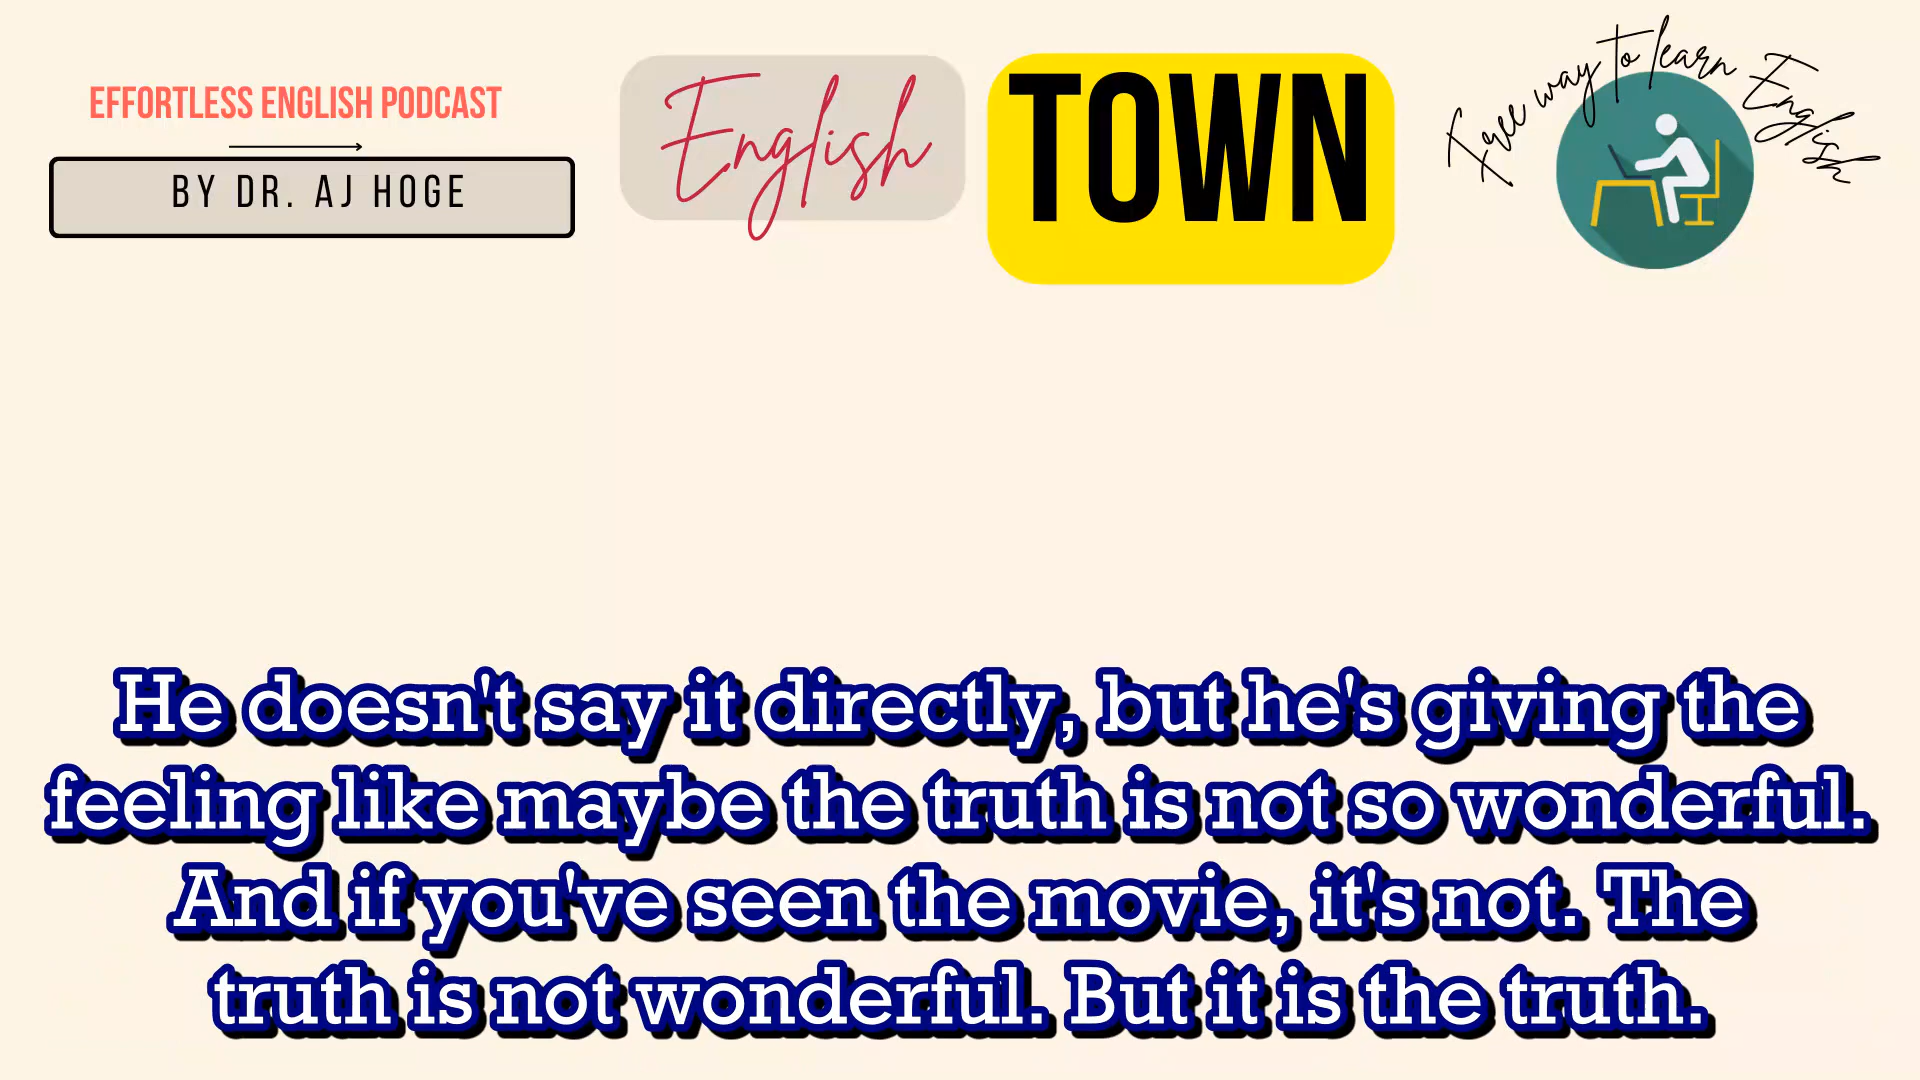 EFFORTLESS ENGLISH PODCAST
BY DR. AJ HOGE
English
TOWN
Free way to learn English
He doesn't say it directly, but he's giving the
feeling like maybe the truth is not so wonderful.
And if you've seen the movie, it's not. The
truth is not wonderful. But it is the truth.